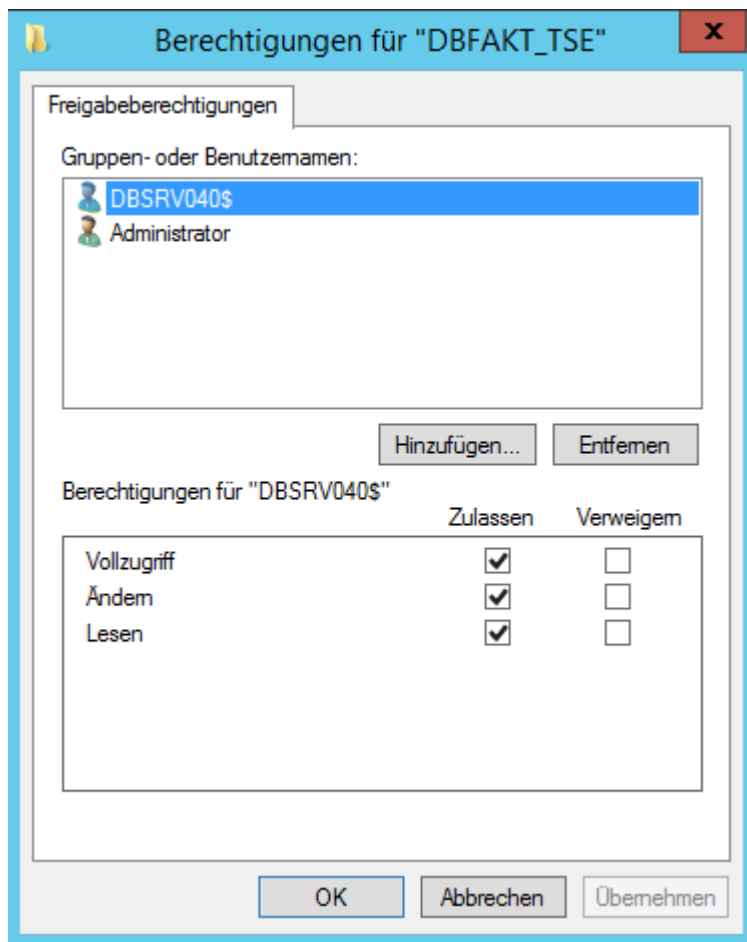 Berechtigungen für "DBFAKT_TSE"
x
Freigabeberechtigungen
Gruppen- oder Benutzernamen:
DBSRV040$
Administrator
Hinzufügen... Entfernen
Berechtigungen für "DBSRV040$"
Zulassen Verweigern
Vollzugriff
Ändern
Lesen
OK Abbrechen Übernehmen